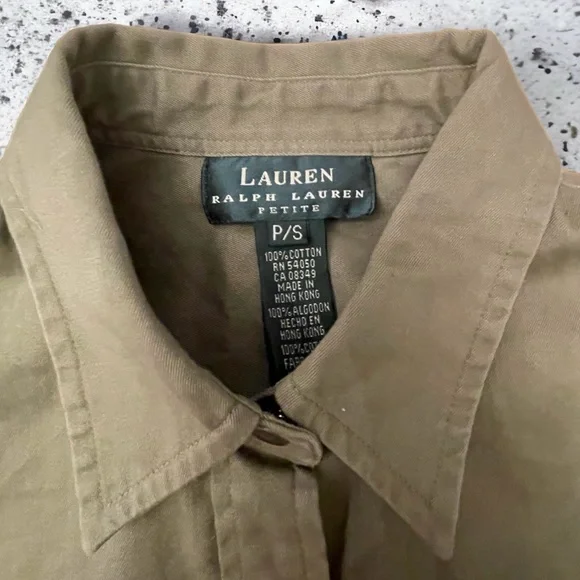 LAUREN
RALPH LAUREN
PETITE
P/S
100% COTTON
RN 54050
CA 08349
MADE IN
HONG KONG
100% ALGODON
HECHO EN
HONG KONG
100%